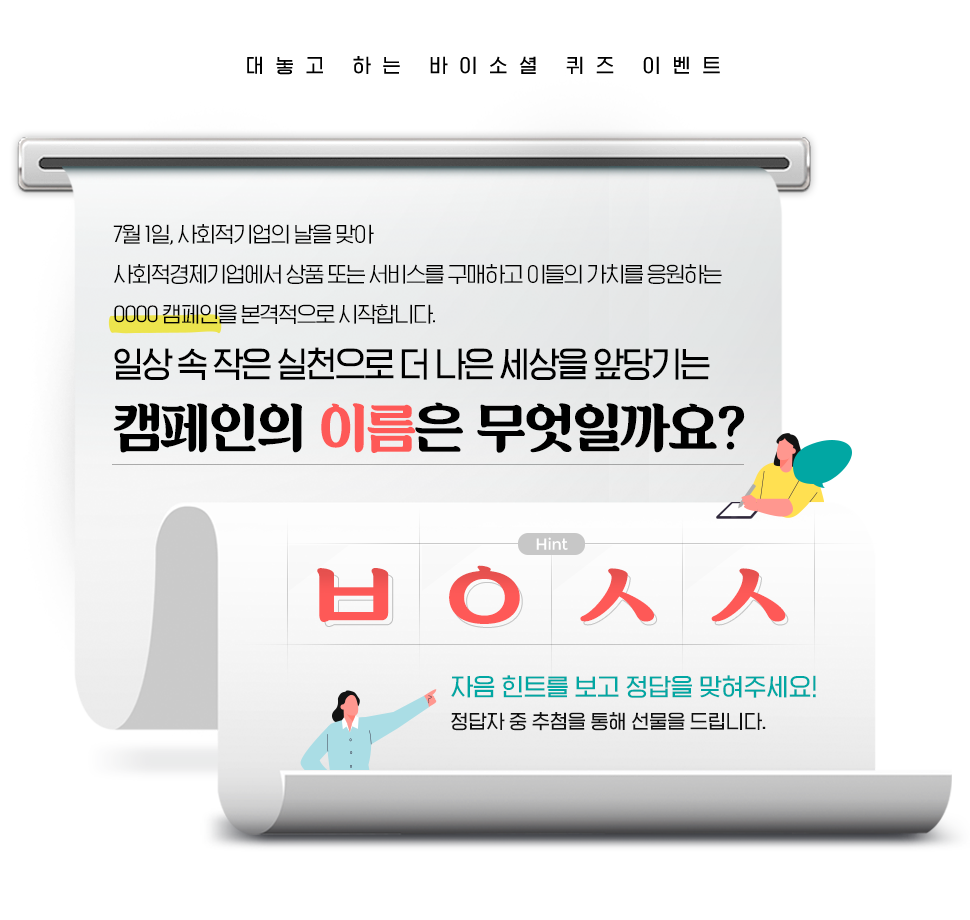 대놓고 하는 바이소셜 퀴즈 이벤트
7월 1일, 사회적기업의 날을 맞아
사회적경제기업에서 상품 또는 서비스를 구매하고 이들의 가치를 응원하는
0000 캠페인을 본격적으로 시작합니다.
일상 속 작은 실천으로 더 나은 세상을 앞당기는
캠페인의 이름은 무엇일까요?
Hint
ㅂ ㅇ ㅅ ㅅ
자음 힌트를 보고 정답을 맞혀주세요!
정답자 중 추첨을 통해 선물을 드립니다.